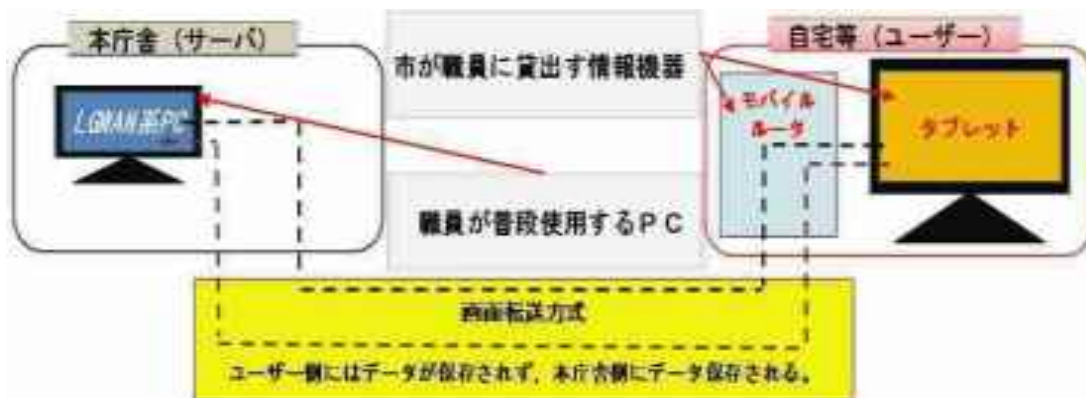 本庁舎（サーバ）
市が職員に貸出す情報機器
自宅等（ユーザー）
LGWAN系PC
モバイル
ルータ
タブレット
職員が普段使用するＰＣ
画面転送方式
ユーザー側にはデータが保存されず、本庁舎側にデータ保存される。